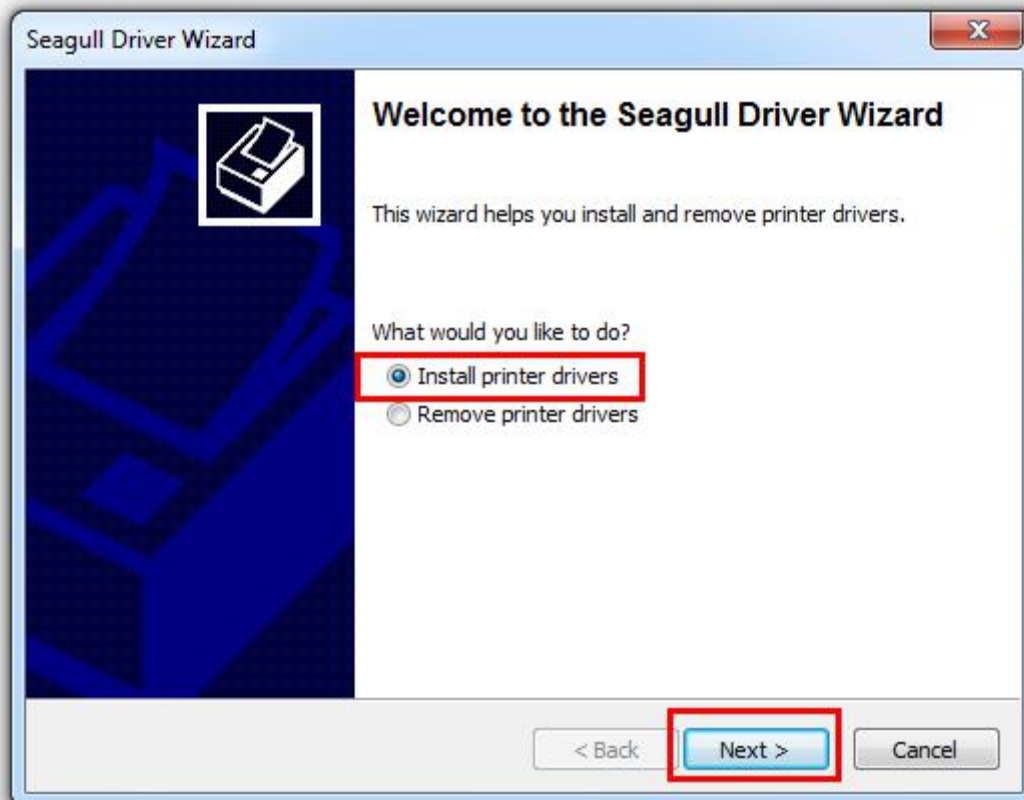 Seagull Driver Wizard
Welcome to the Seagull Driver Wizard
This wizard helps you install and remove printer drivers.
What would you like to do?
Install printer drivers
Remove printer drivers
< Back
Next >
Cancel